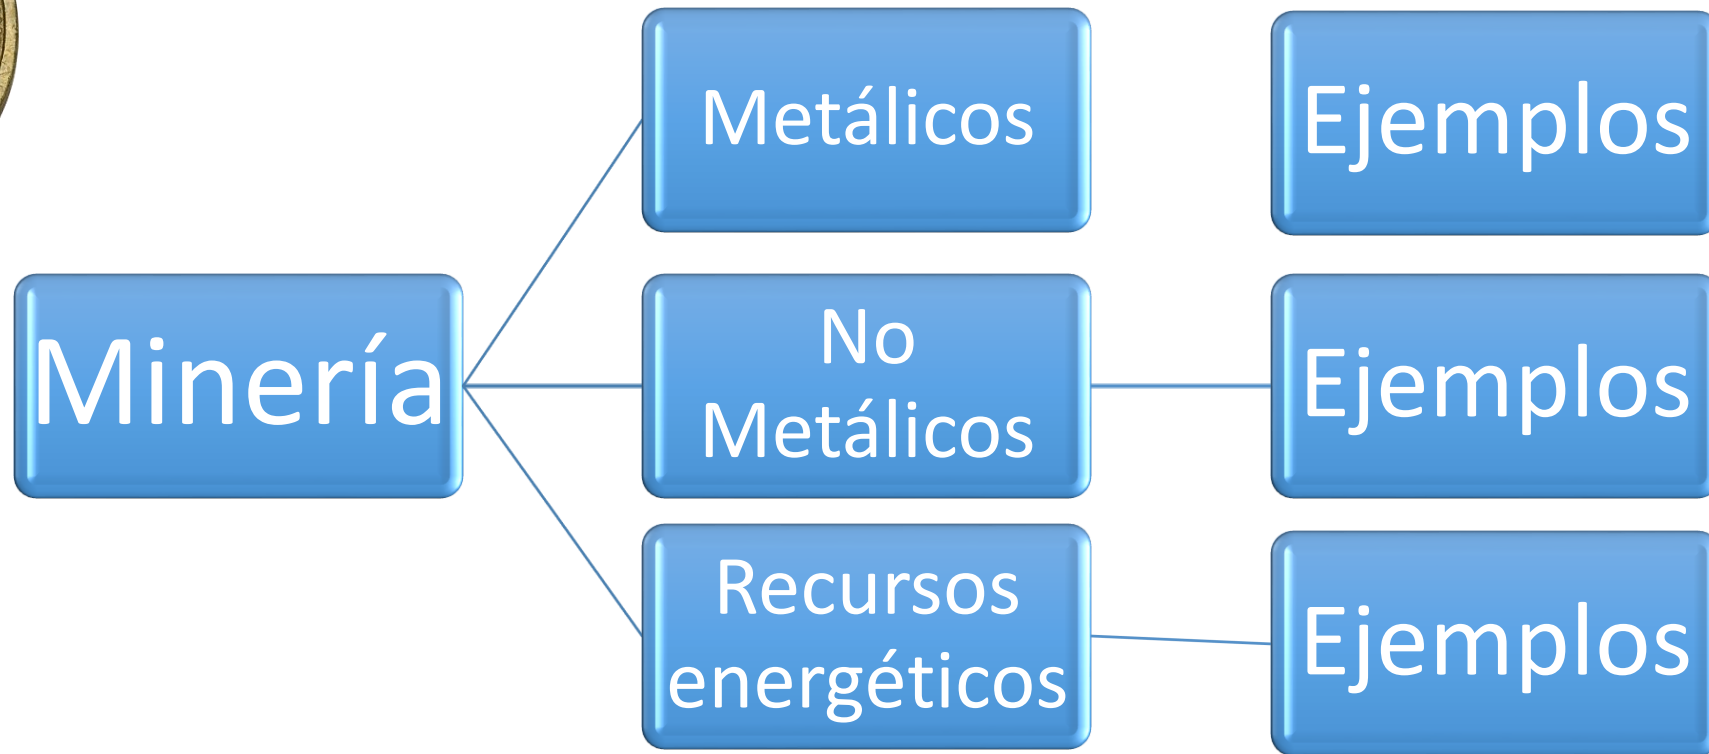 Minería
Metálicos
Ejemplos
No
Metálicos
Ejemplos
Recursos
energéticos
Ejemplos